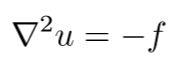 ∇²u = −f